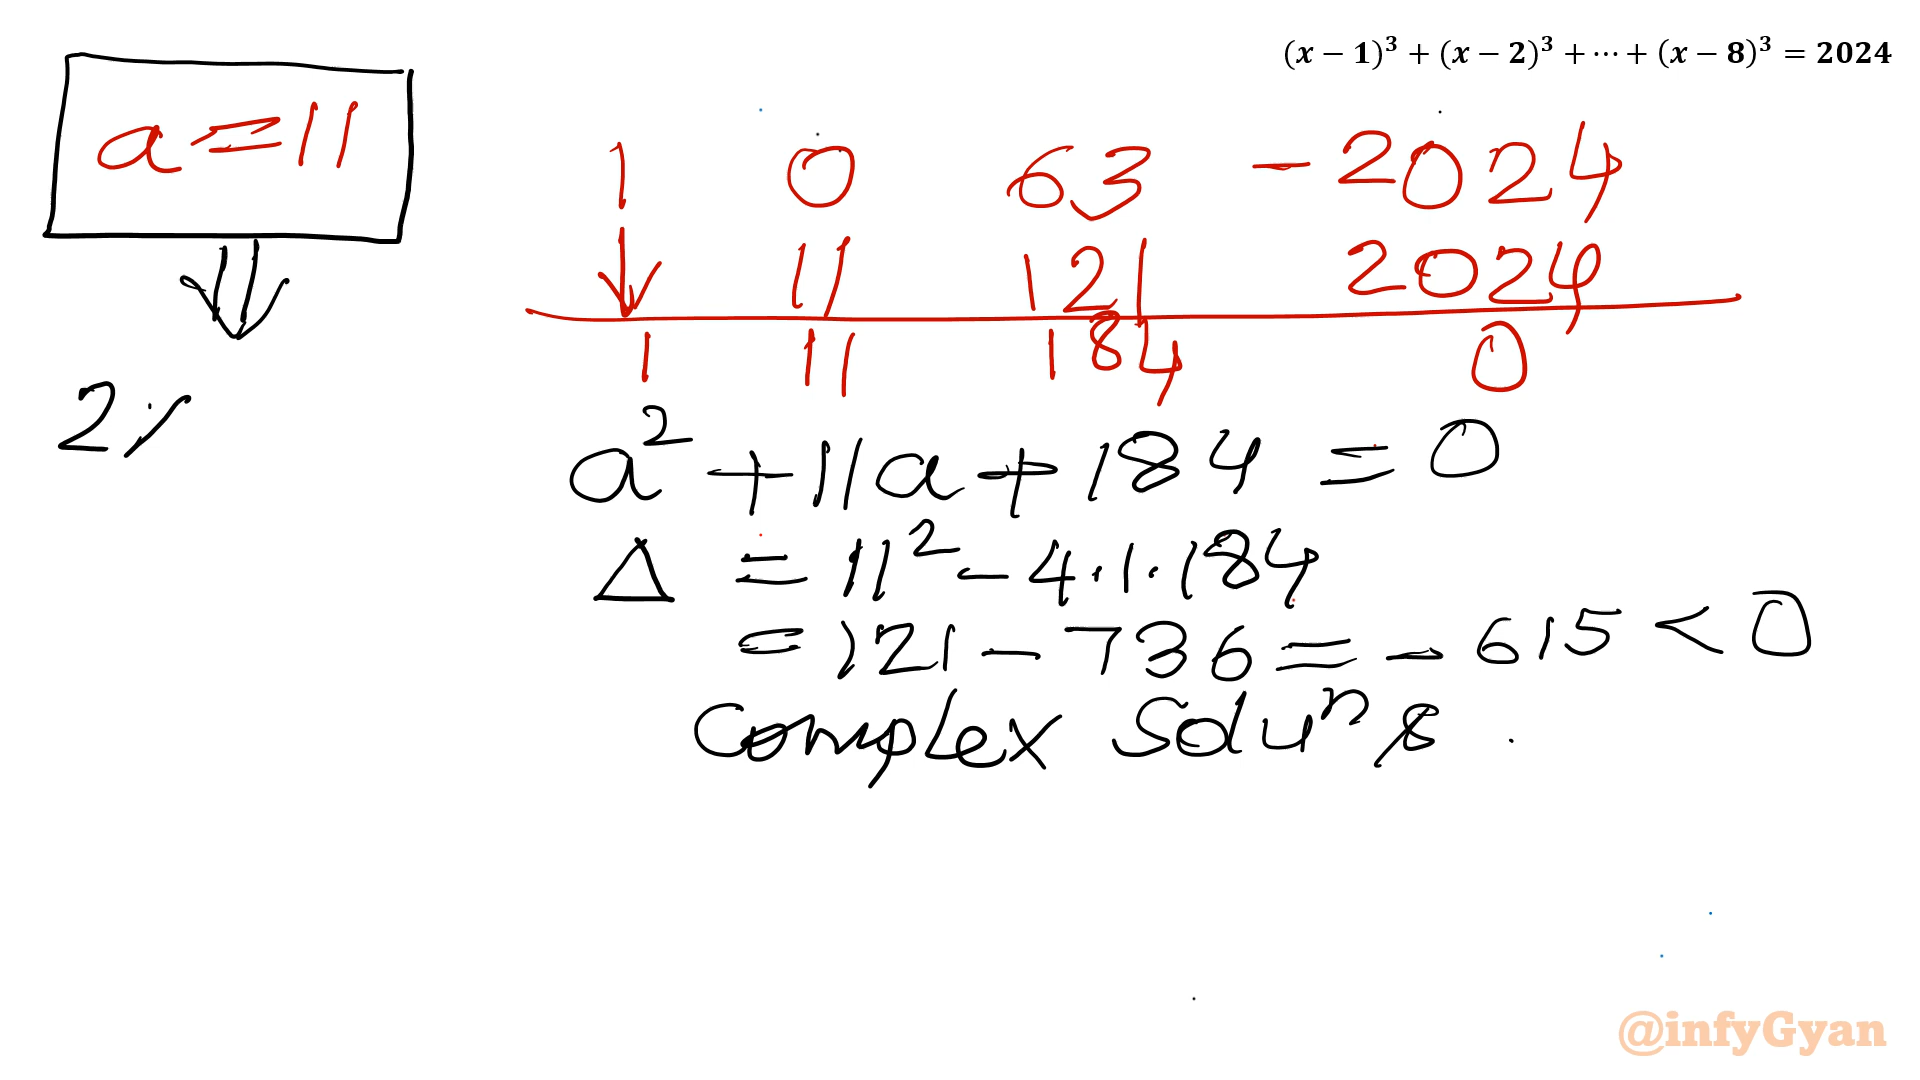 (x − 1)³ + (x − 2)³ + ⋯ + (x − 8)³ = 2024
a = 11
1 0 63 −2024
11 121 2024
1 11 184 0
2
a² + 11a + 184 = 0
Δ = 11² − 4·1·184
= 121 − 736 = − 615 < 0
Complex Soluⁿs.
@infyGyan